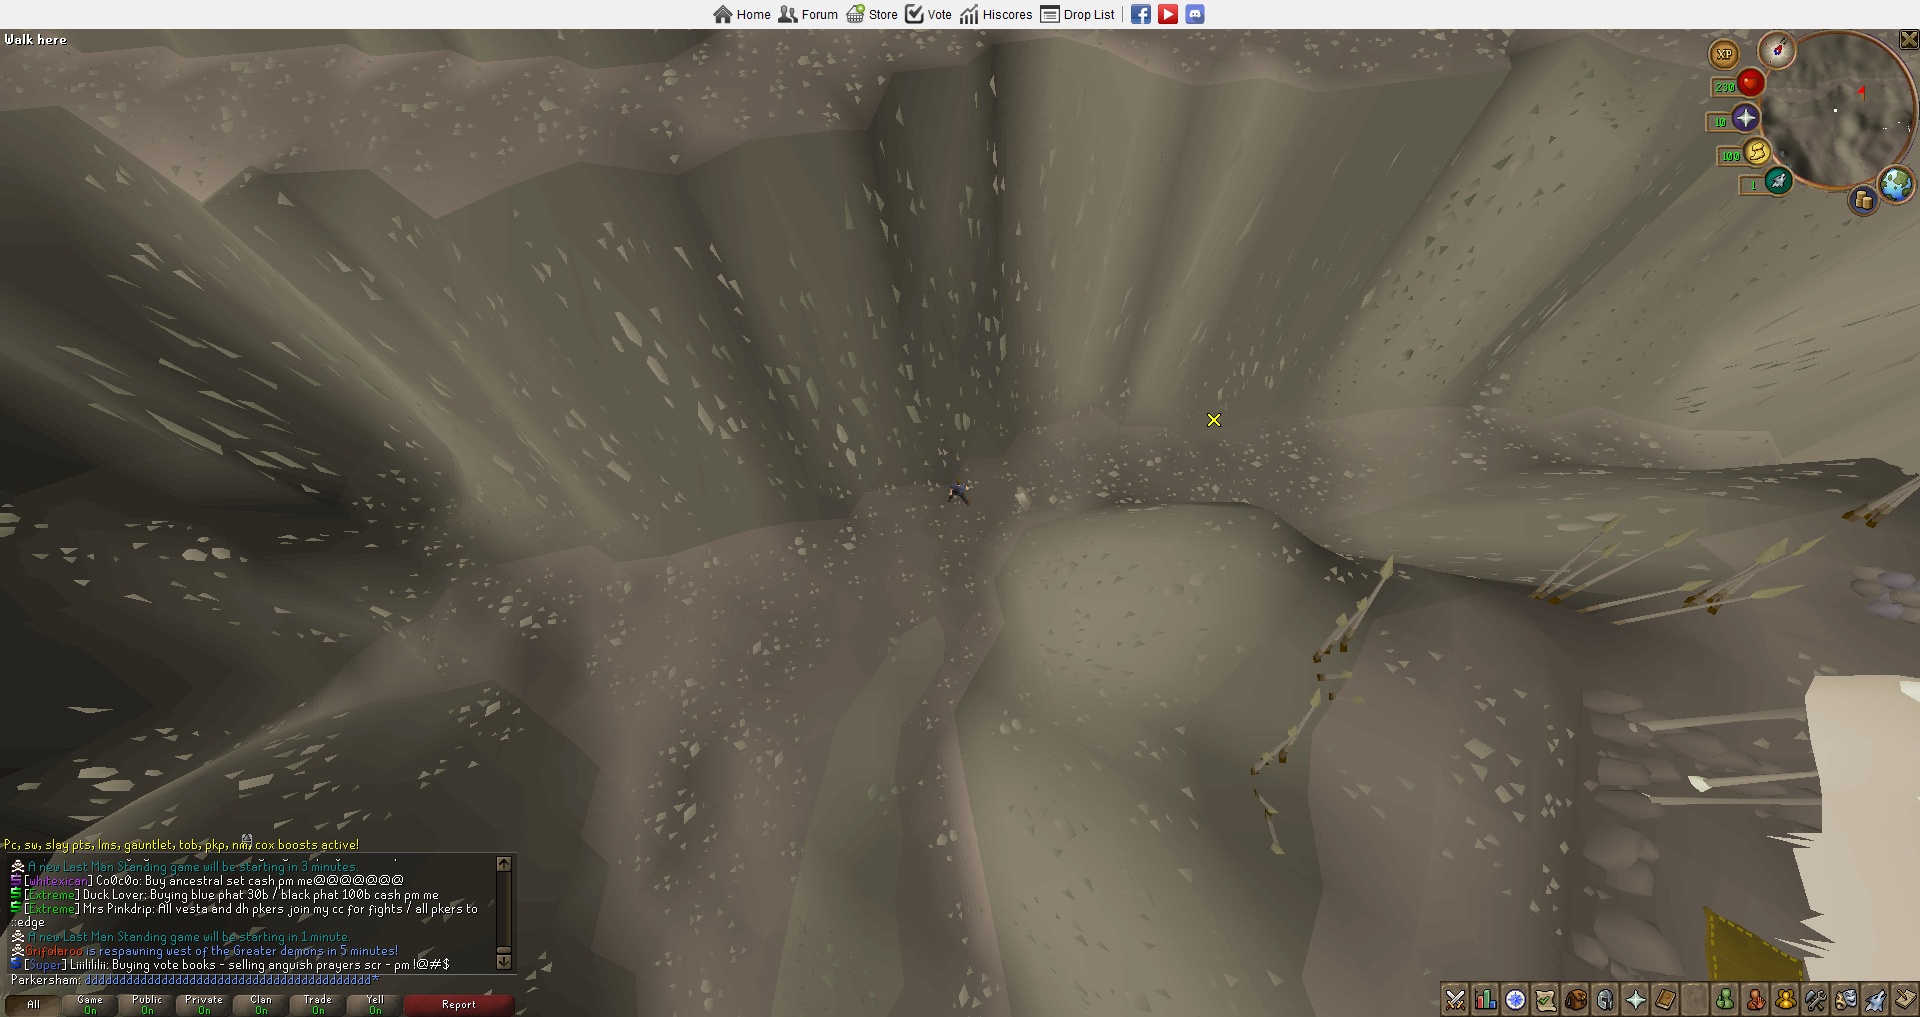 Home Forum Store Vote Hiscores Drop List
Walk here
XP
230
10
100
1
Pc, sw, slay pts, lms, gauntlet, tob, pkp, nm, cox boosts active!
A new Last Man Standing game will be starting in 3 minutes.
[whitexican] Co0c0o: Buy ancestral set cash pm me@@@@@@@
[Extreme] Duck Lover: Buying blue phat 30b / black phat 100b cash pm me
[Extreme] Mrs Pinkdrip: All vesta and dh pkers join my cc for fights / all pkers to
::edge
A new Last Man Standing game will be starting in 1 minute.
Grifolaroo is respawning west of the Greater demons in 5 minutes!
[Super] Liiililiii: Buying vote books - selling anguish prayers scr - pm !@#$
Parkersham: ddddddddddddddddddddddddddddddddddddddddd*
All Game On Public On Private On Clan On Trade On Yell On Report